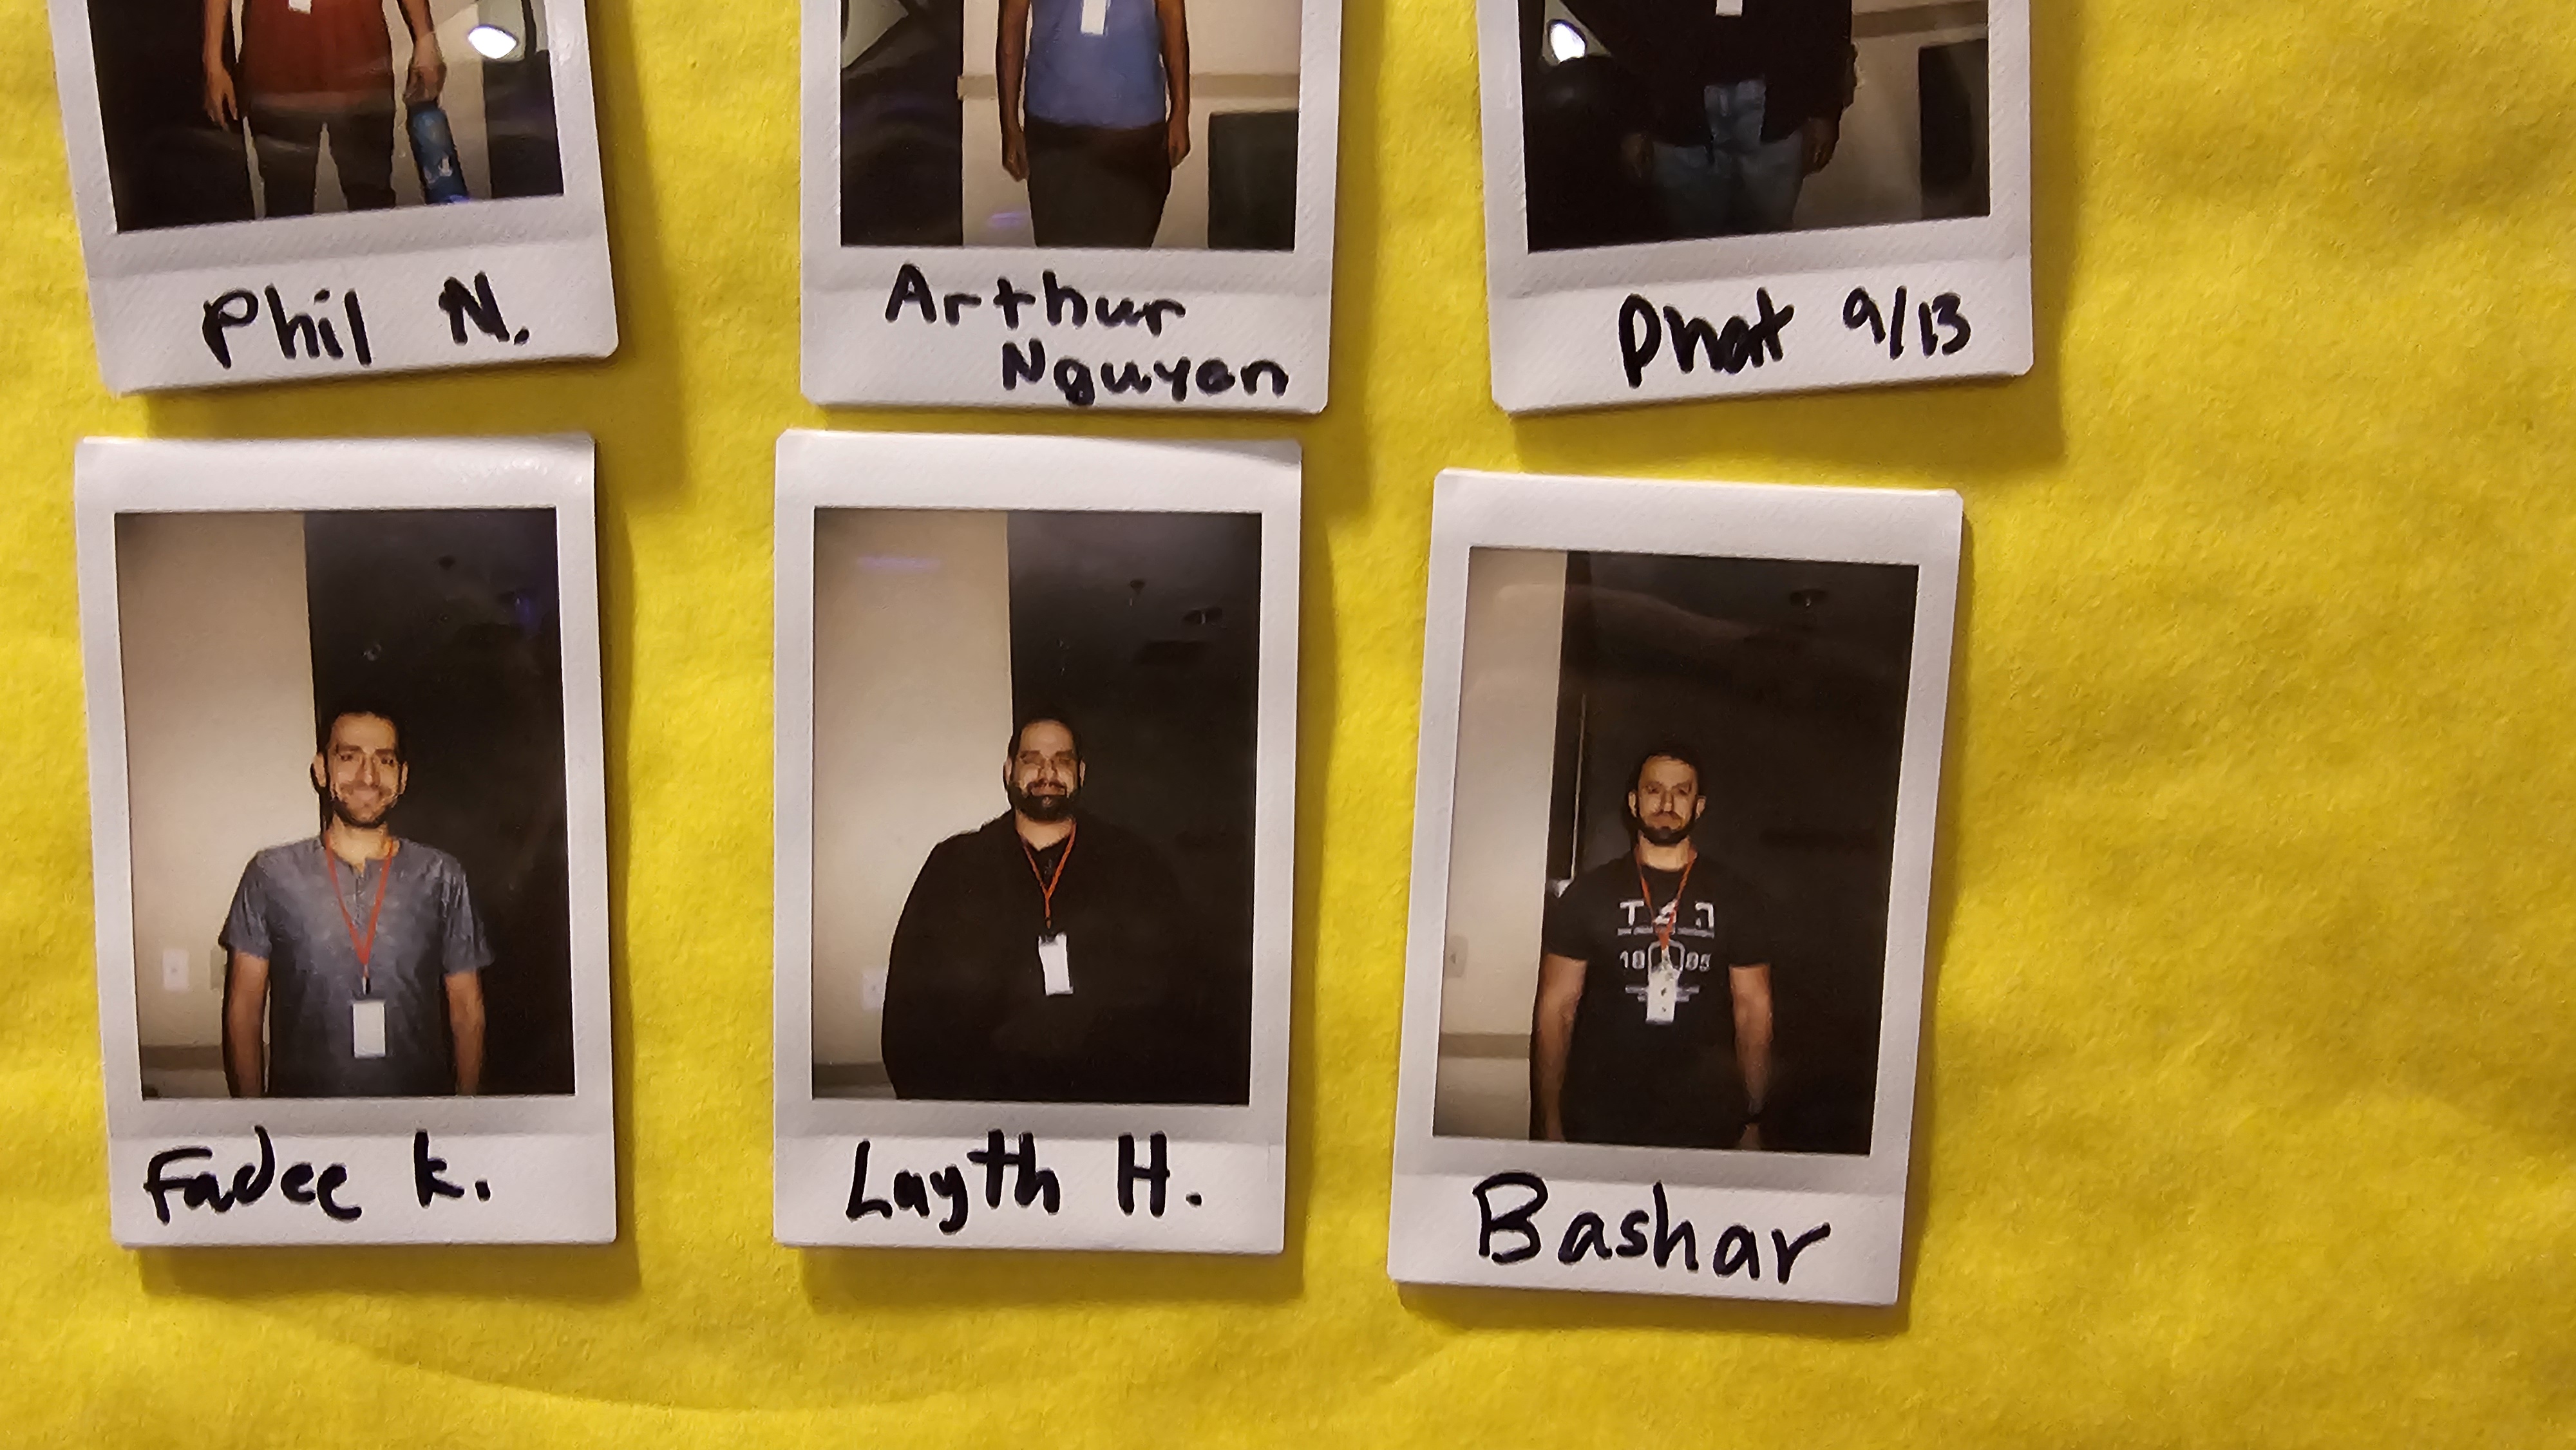 Phil N.
Arthur
Nguyen
Phat 9/13
Fadee K.
Layth H.
Bashar